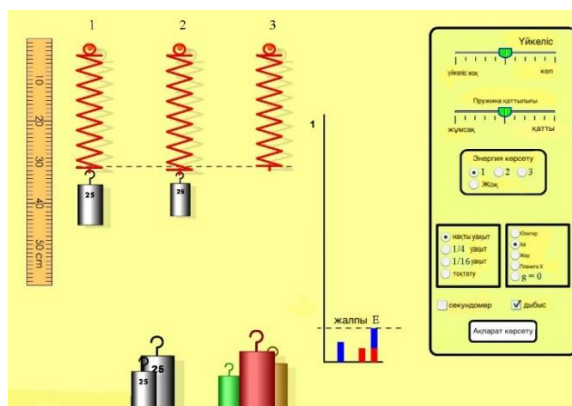 1 2 3
10
20
30
40
50 cm
25
25
25
25
1
жалпы E
Үйкеліс
үйкеліс жоқ көп
Пружина қаттылығы
жұмсақ қатты
Энергия көрсету
1 2 3
Жоқ
нақты уақыт
1/4 уақыт
1/16 уақыт
тоқтату
Юпитер
Ай
Жер
Планета X
g = 0
секундомер дыбыс
Ақпарат көрсету